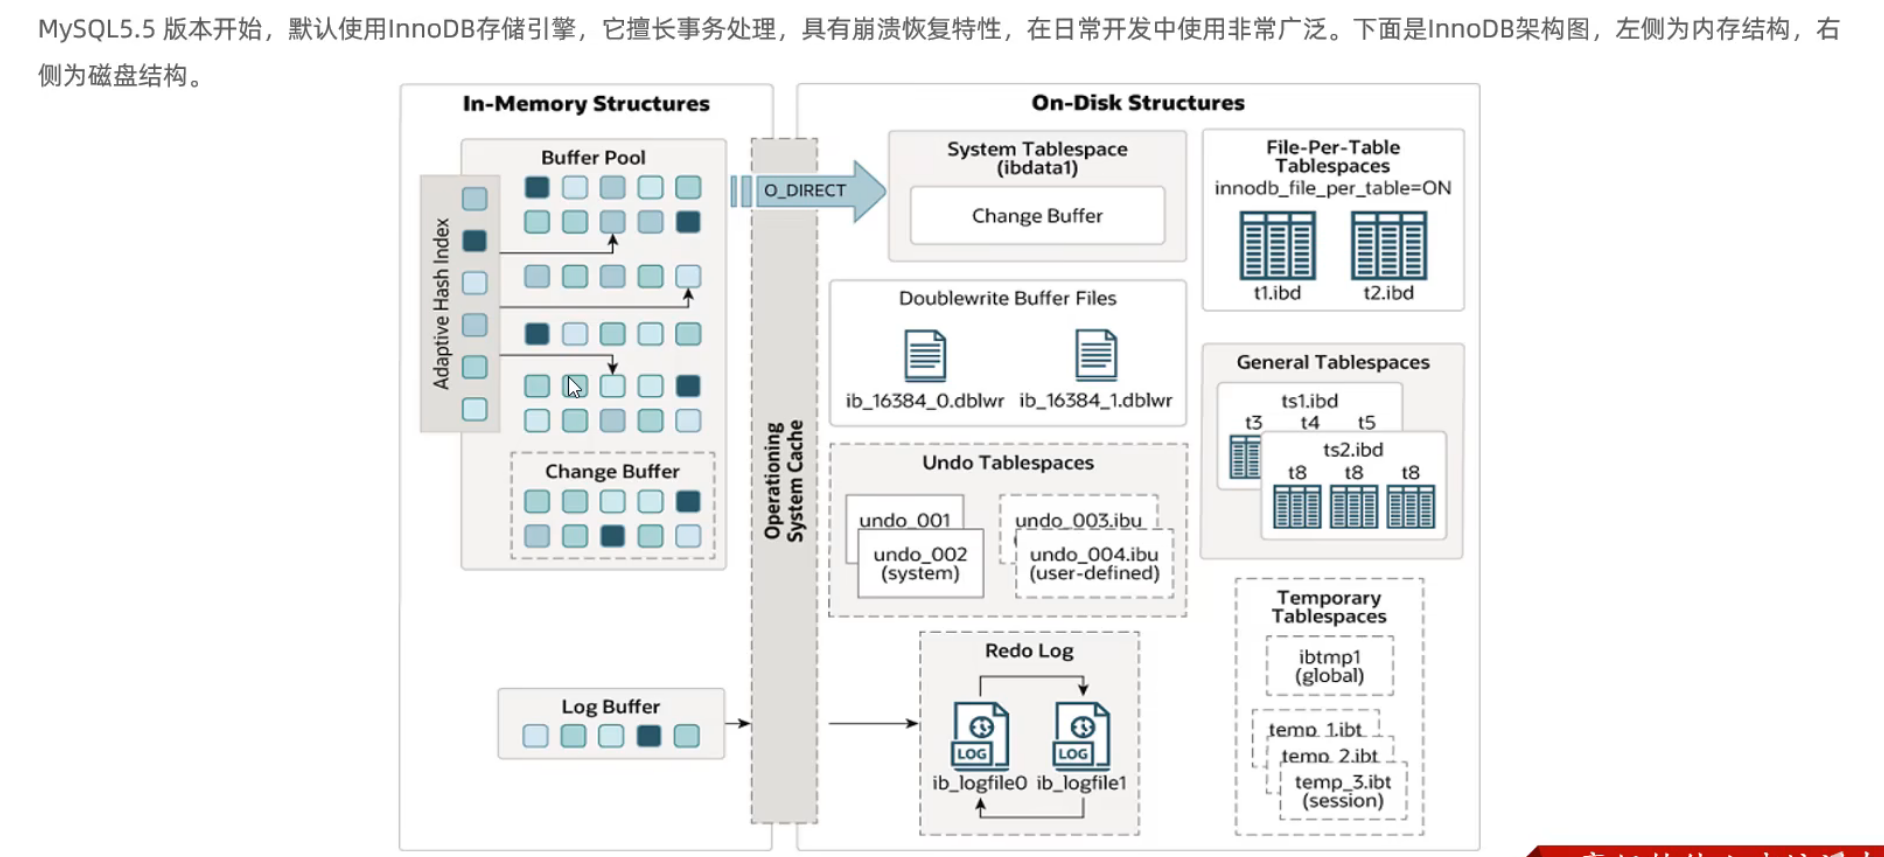 MySQL5.5 版本开始，默认使用InnoDB存储引擎，它擅长事务处理，具有崩溃恢复特性，在日常开发中使用非常广泛。下面是InnoDB架构图，左侧为内存结构，右
侧为磁盘结构。
In-Memory Structures
Buffer Pool
Adaptive Hash Index
Change Buffer
Log Buffer
Operationing
System Cache
O_DIRECT
On-Disk Structures
System Tablespace
(ibdata1)
Change Buffer
File-Per-Table
Tablespaces
innodb_file_per_table=ON
t1.ibd
t2.ibd
Doublewrite Buffer Files
ib_16384_0.dblwr
ib_16384_1.dblwr
General Tablespaces
ts1.ibd
t3 t4 t5
ts2.ibd
t8 t8 t8
Undo Tablespaces
undo_001
undo_002
(system)
undo_003.ibu
undo_004.ibu
(user-defined)
Redo Log
LOG
LOG
ib_logfile0
ib_logfile1
Temporary
Tablespaces
ibtmp1
(global)
temp_1.ibt
temp_2.ibt
temp_3.ibt
(session)